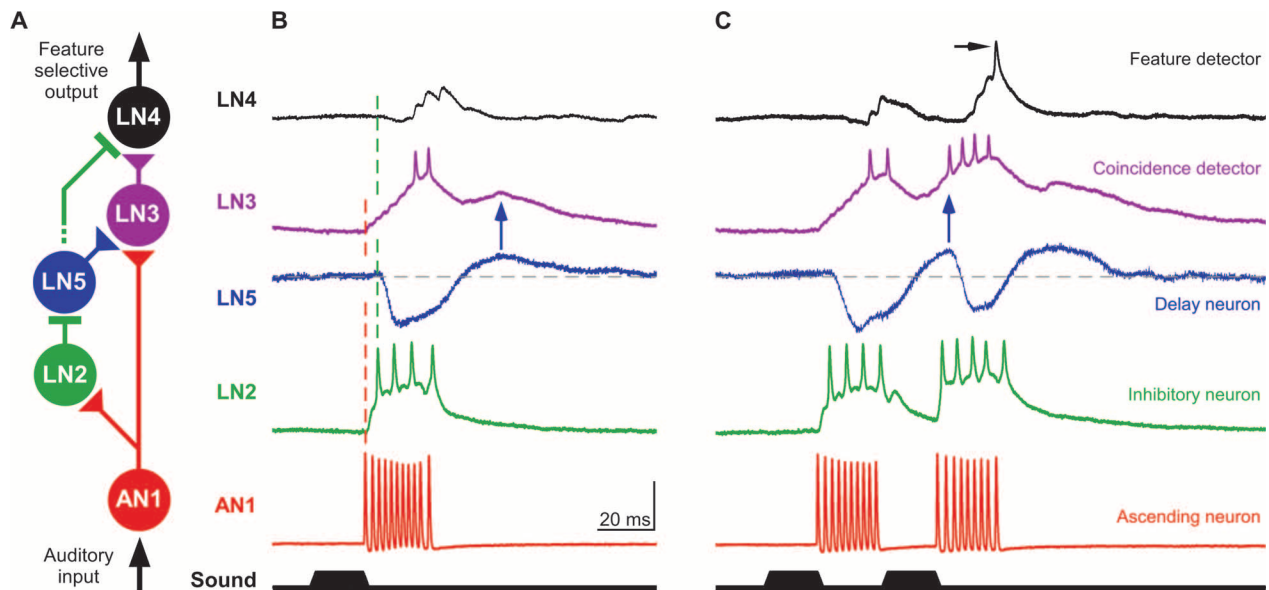 A
B
C
Feature
selective
output
LN4
LN3
LN5
LN2
AN1
Auditory
input
LN4
LN3
LN5
LN2
AN1
Sound
20 ms
Feature detector
Coincidence detector
Delay neuron
Inhibitory neuron
Ascending neuron